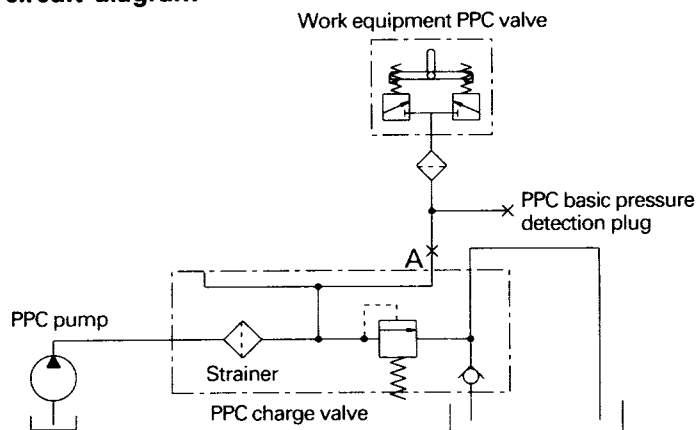 circuit diagram
Work equipment PPC valve
PPC basic pressure
detection plug
A
PPC pump
Strainer
PPC charge valve